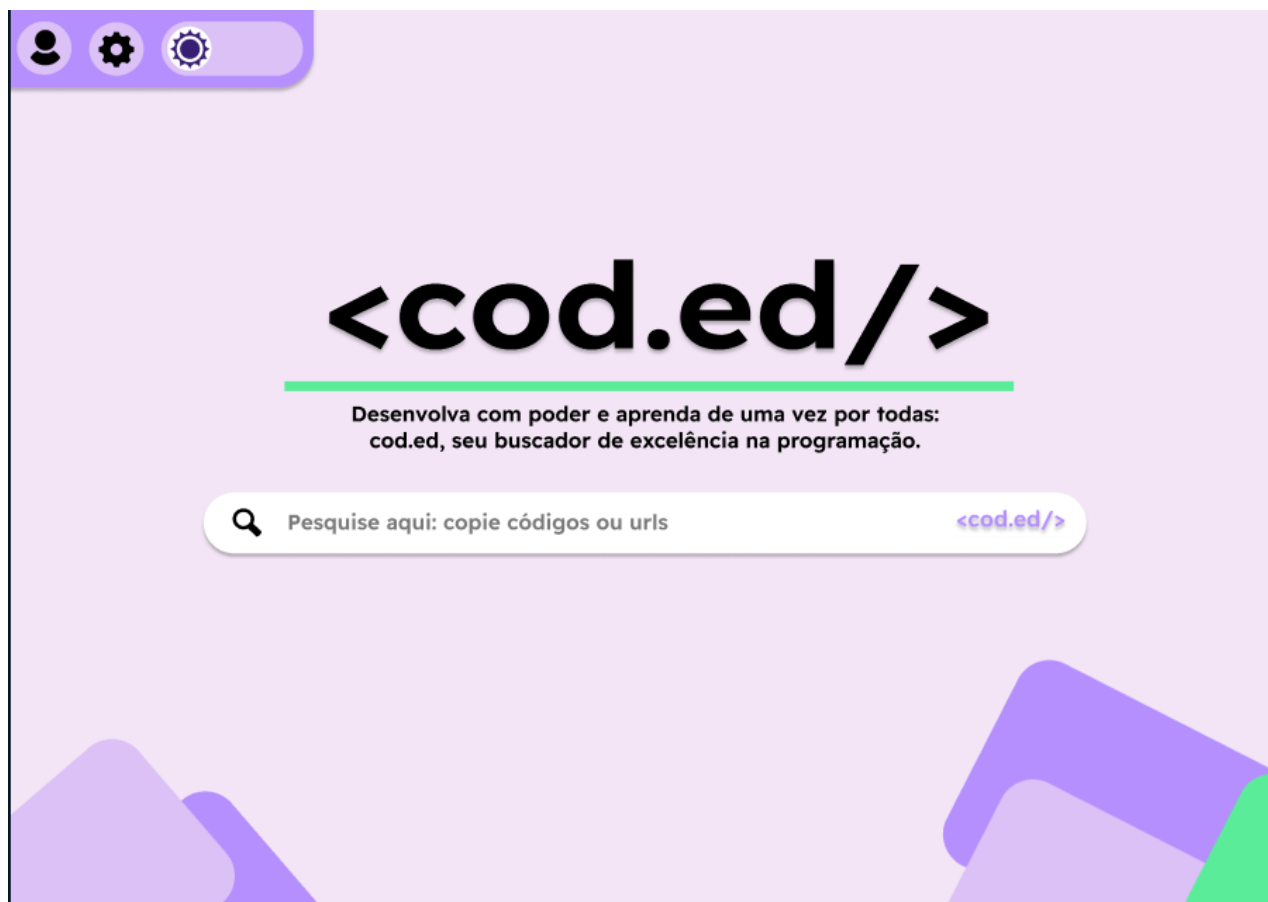 <cod.ed/>
Desenvolva com poder e aprenda de uma vez por todas:
cod.ed, seu buscador de excelência na programação.
Pesquise aqui: copie códigos ou urls <cod.ed/>